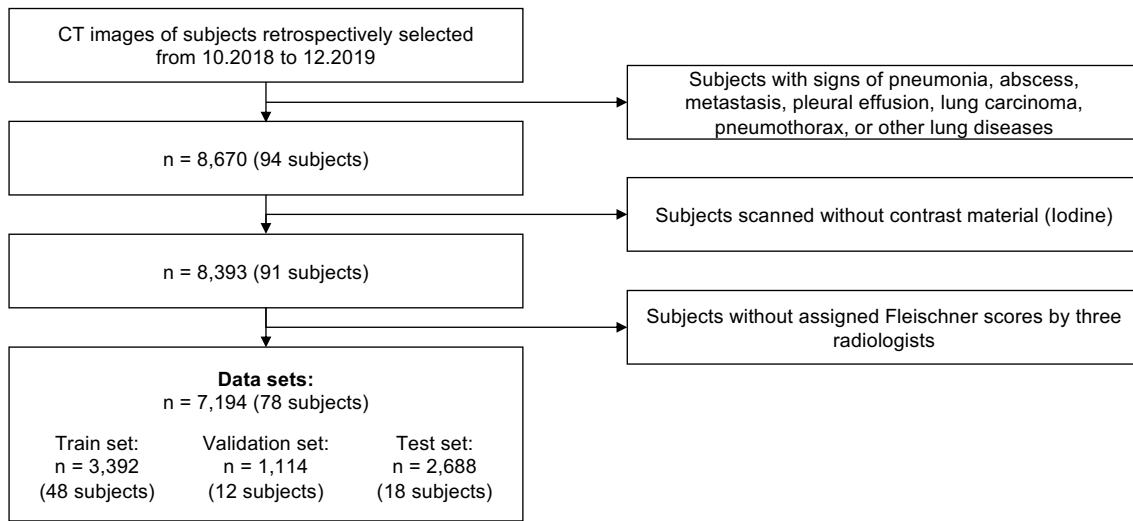 CT images of subjects retrospectively selected
from 10.2018 to 12.2019
Subjects with signs of pneumonia, abscess,
metastasis, pleural effusion, lung carcinoma,
pneumothorax, or other lung diseases
n = 8,670 (94 subjects)
Subjects scanned without contrast material (Iodine)
n = 8,393 (91 subjects)
Subjects without assigned Fleischner scores by three
radiologists
Data sets:
n = 7,194 (78 subjects)
Train set:
n = 3,392
(48 subjects)
Validation set:
n = 1,114
(12 subjects)
Test set:
n = 2,688
(18 subjects)